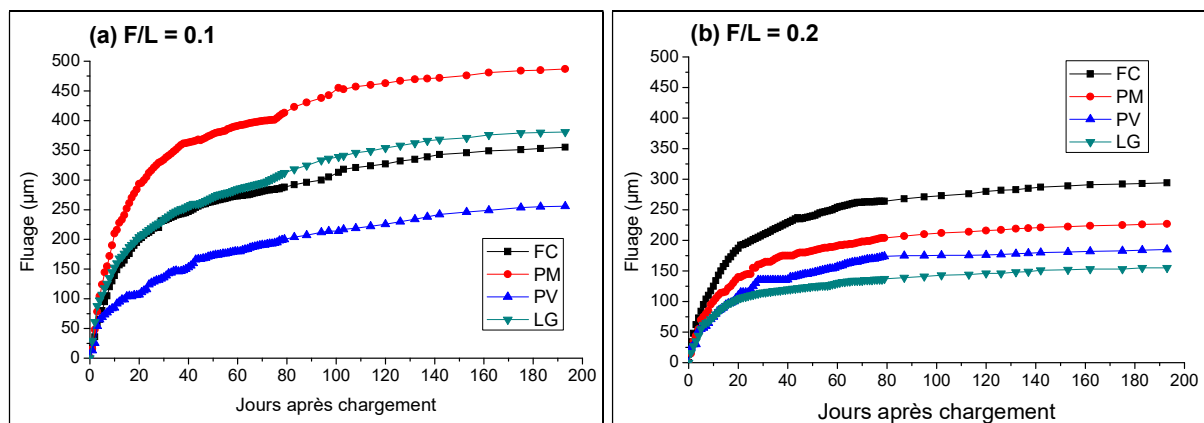 (a) F/L = 0.1
500
450
400
350
300
250
200
150
100
50
0
Fluage (µm)
FC
PM
PV
LG
0 20 40 60 80 100 120 140 160 180 200
Jours après chargement
(b) F/L = 0.2
500
450
400
350
300
250
200
150
100
50
0
Fluage (µm)
FC
PM
PV
LG
0 20 40 60 80 100 120 140 160 180 200
Jours après chargement